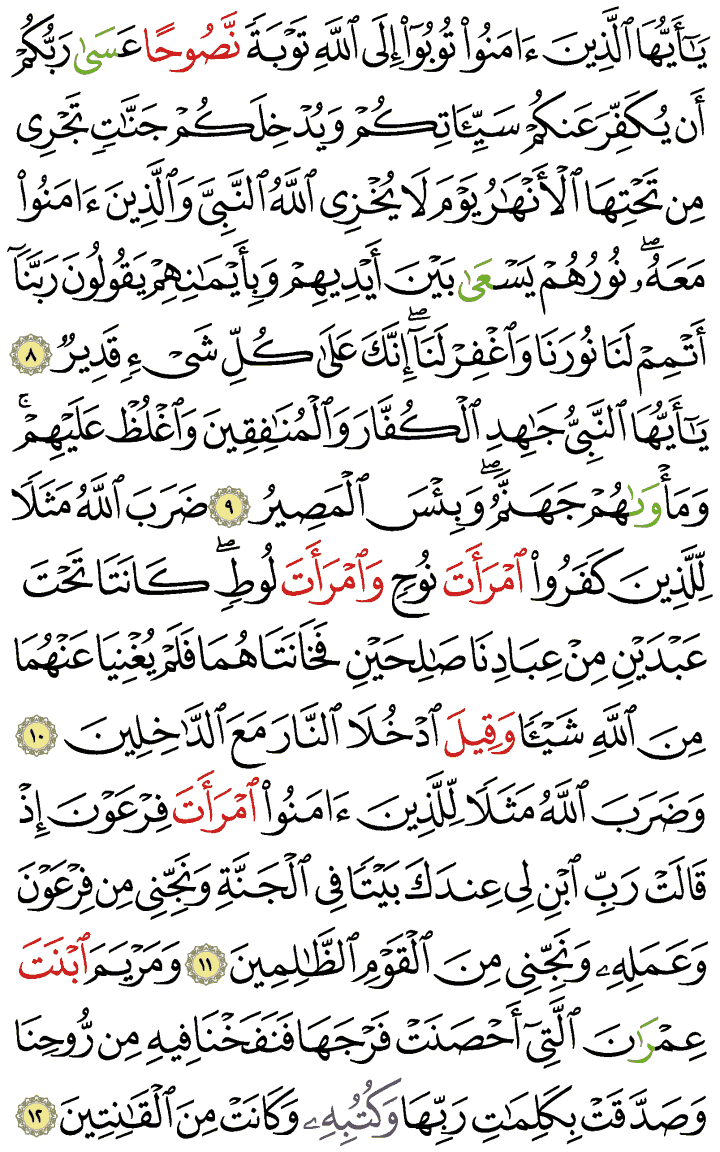 يَٰٓأَيُّهَا ٱلَّذِينَ ءَامَنُوا۟ تُوبُوٓا۟ إِلَى ٱللَّهِ تَوْبَةً نَّصُوحًا عَسَىٰ رَبُّكُمْ
أَن يُكَفِّرَ عَنكُمْ سَيِّـَٔاتِكُمْ وَيُدْخِلَكُمْ جَنَّٰتٍ تَجْرِى
مِن تَحْتِهَا ٱلْأَنْهَٰرُ يَوْمَ لَا يُخْزِى ٱللَّهُ ٱلنَّبِىَّ وَٱلَّذِينَ ءَامَنُوا۟
مَعَهُۥ ۖ نُورُهُمْ يَسْعَىٰ بَيْنَ أَيْدِيهِمْ وَبِأَيْمَٰنِهِمْ يَقُولُونَ رَبَّنَآ
أَتْمِمْ لَنَا نُورَنَا وَٱغْفِرْ لَنَآ ۖ إِنَّكَ عَلَىٰ كُلِّ شَىْءٍ قَدِيرٌ ٨
يَٰٓأَيُّهَا ٱلنَّبِىُّ جَٰهِدِ ٱلْكُفَّارَ وَٱلْمُنَٰفِقِينَ وَٱغْلُظْ عَلَيْهِمْ ۚ
وَمَأْوَىٰهُمْ جَهَنَّمُ ۖ وَبِئْسَ ٱلْمَصِيرُ ٩ ضَرَبَ ٱللَّهُ مَثَلًا
لِّلَّذِينَ كَفَرُوا۟ ٱمْرَأَتَ نُوحٍ وَٱمْرَأَتَ لُوطٍ ۖ كَانَتَا تَحْتَ
عَبْدَيْنِ مِنْ عِبَادِنَا صَٰلِحَيْنِ فَخَانَتَاهُمَا فَلَمْ يُغْنِيَا عَنْهُمَا
مِنَ ٱللَّهِ شَيْـًٔا وَقِيلَ ٱدْخُلَا ٱلنَّارَ مَعَ ٱلدَّٰخِلِينَ ١٠
وَضَرَبَ ٱللَّهُ مَثَلًا لِّلَّذِينَ ءَامَنُوا۟ ٱمْرَأَتَ فِرْعَوْنَ إِذْ
قَالَتْ رَبِّ ٱبْنِ لِى عِندَكَ بَيْتًا فِى ٱلْجَنَّةِ وَنَجِّنِى مِن فِرْعَوْنَ
وَعَمَلِهِۦ وَنَجِّنِى مِنَ ٱلْقَوْمِ ٱلظَّٰلِمِينَ ١١ وَمَرْيَمَ ٱبْنَتَ
عِمْرَٰنَ ٱلَّتِىٓ أَحْصَنَتْ فَرْجَهَا فَنَفَخْنَا فِيهِ مِن رُّوحِنَا
وَصَدَّقَتْ بِكَلِمَٰتِ رَبِّهَا وَكُتُبِهِۦ وَكَانَتْ مِنَ ٱلْقَٰنِتِينَ ١٢